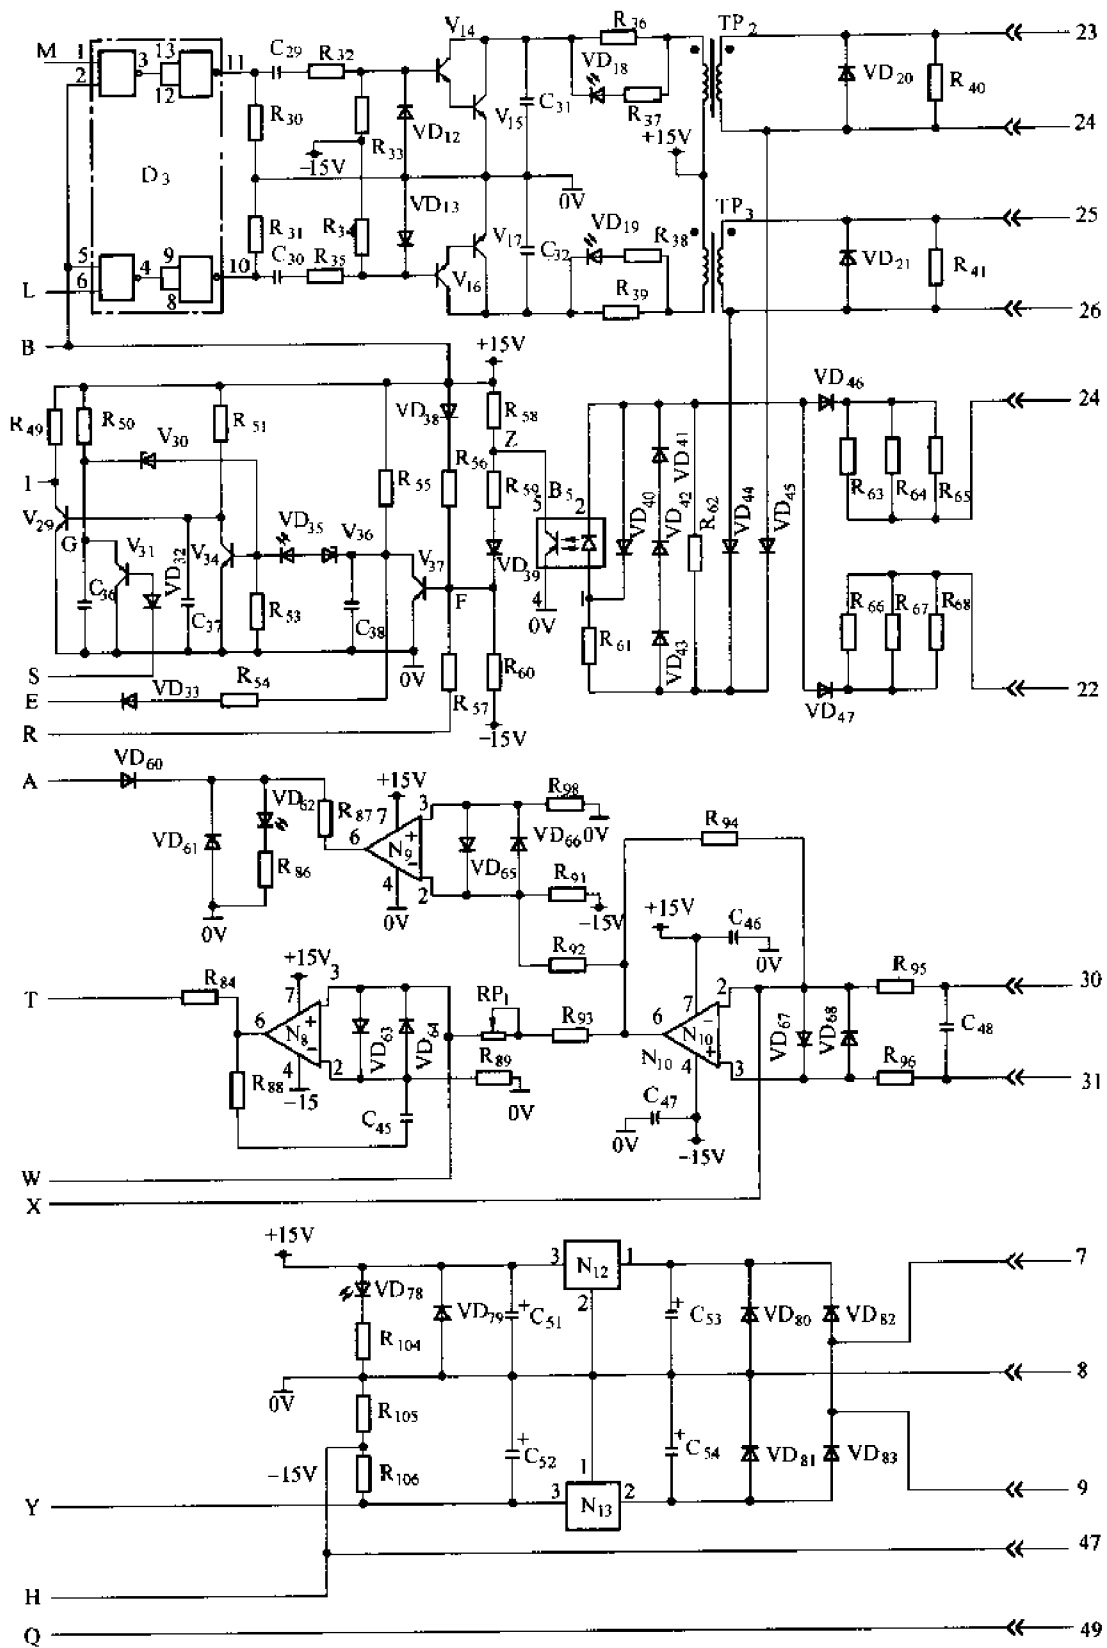 V14 R36 TP2 23
M 1 3 13 11 C29 R32 VD18
2 12 R30 C31 R37 VD20 R40
V15 +15V
R33 VD12 24
-15V
D3
VD13 0V TP3 25
R31 R34 V17 VD19 R38
5 4 9 10 C30 R35 C32 VD21 R41
L 6 8 V16 R39 26
B
+15V
VD46
R49 R50 R51 VD38 R58 24
V30 Z
1 R56 VD41
R55 R59 B5 2 R63 R64 R65
V29 VD35 V36 5 VD40 VD42 R62 VD44 VD45
G V31 VD32 V34 V37 VD39
C36 F 4 R66 R67 R68
C37 R53 C38 0V
R61 VD43
S 0V R60
E VD33 R54 R57 VD47 22
R -15V
A VD60
+15V R98
VD62 R87 7 3 0V R94
VD61 6 N9 + - VD65 VD66
R86 4 2 R91
0V 0V -15V +15V C46
R92 0V
+15V R95
R84 3 30
T 7 RP1 R93 7 2
6 N8 + - VD63 VD64 6 N10 - + VD67 VD68 C48
4 2 R89 N10 4 3 R96
R88 -15 0V 31
C45 C47
0V -15V
W
X
+15V 3 N12 1 7
VD78 VD79 C51 + 2 C53 + VD80 VD82
R104
0V 8
R105
-15V R106 C52 + 1 C54 + VD81 VD83
Y 3 N13 2 9
47
H
Q 49